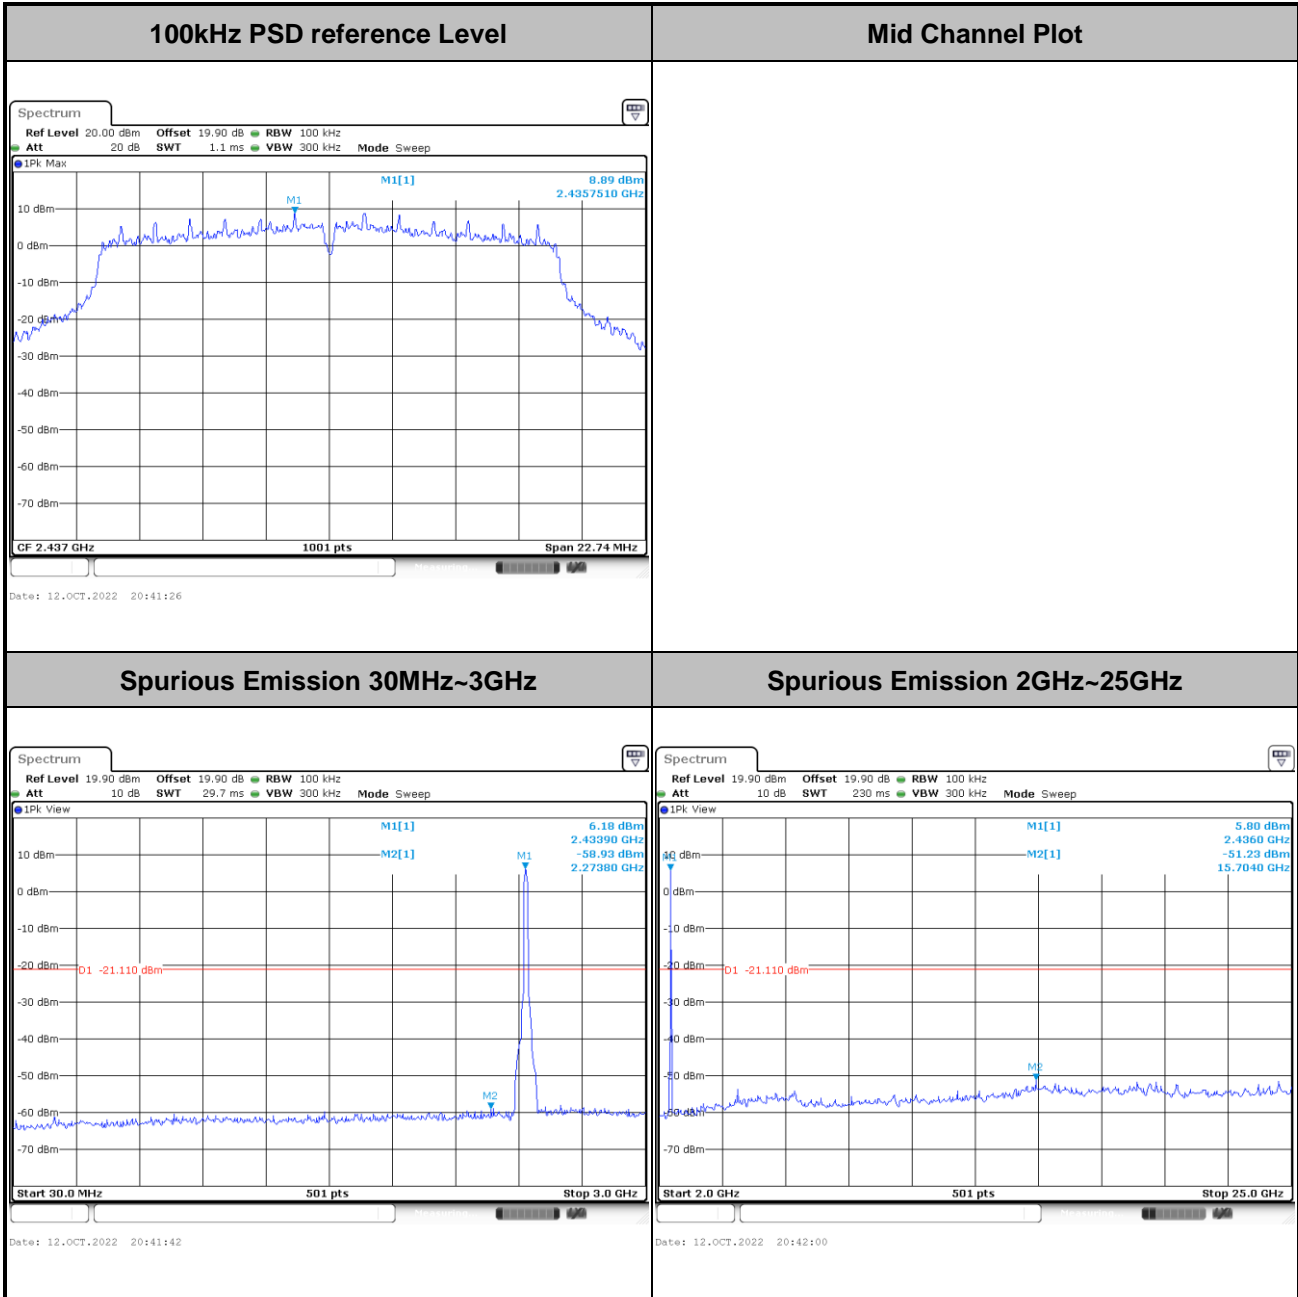 100kHz PSD reference Level
Mid Channel Plot
Spectrum
Ref Level 20.00 dBm Offset 19.90 dB RBW 100 kHz
Att 20 dB SWT 1.1 ms VBW 300 kHz Mode Sweep
1Pk Max
M1[1] 8.89 dBm
2.4357510 GHz
M1
10 dBm
0 dBm
-10 dBm
-20 dBm
-30 dBm
-40 dBm
-50 dBm
-60 dBm
-70 dBm
CF 2.437 GHz 1001 pts Span 22.74 MHz
Measuring...
Date: 12.OCT.2022 20:41:26
Spurious Emission 30MHz~3GHz
Spurious Emission 2GHz~25GHz
Spectrum
Ref Level 19.90 dBm Offset 19.90 dB RBW 100 kHz
Att 10 dB SWT 29.7 ms VBW 300 kHz Mode Sweep
1Pk View
M1[1] 6.18 dBm
2.43390 GHz
M2[1] -58.93 dBm
2.27380 GHz
M1
10 dBm
0 dBm
-10 dBm
-20 dBm
D1 -21.110 dBm
-30 dBm
-40 dBm
-50 dBm
M2
-60 dBm
-70 dBm
Start 30.0 MHz 501 pts Stop 3.0 GHz
Measuring...
Date: 12.OCT.2022 20:41:42
Spectrum
Ref Level 19.90 dBm Offset 19.90 dB RBW 100 kHz
Att 10 dB SWT 230 ms VBW 300 kHz Mode Sweep
1Pk View
M1[1] 5.80 dBm
2.4360 GHz
M2[1] -51.23 dBm
15.7040 GHz
M1
10 dBm
0 dBm
-10 dBm
-20 dBm
D1 -21.110 dBm
-30 dBm
-40 dBm
M2
-50 dBm
-60 dBm
-70 dBm
Start 2.0 GHz 501 pts Stop 25.0 GHz
Measuring...
Date: 12.OCT.2022 20:42:00